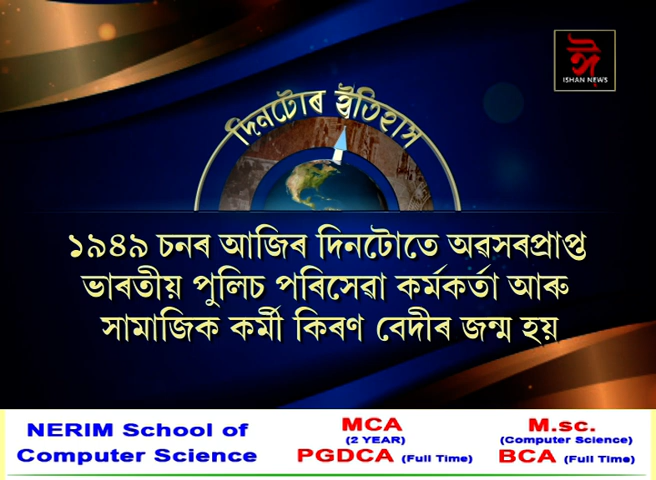 ঈ
ISHAN NEWS
দিনটোৰ ইতিহাস
১৯৪৯ চনৰ আজিৰ দিনটোতে অৱসৰপ্ৰাপ্ত
ভাৰতীয় পুলিচ পৰিসেৱা কৰ্মকৰ্তা আৰু
সামাজিক কৰ্মী কিৰণ বেদীৰ জন্ম হয়
NERIM School of
Computer Science
MCA
(2 YEAR)
PGDCA (Full Time)
M.sc.
(Computer Science)
BCA (Full Time)